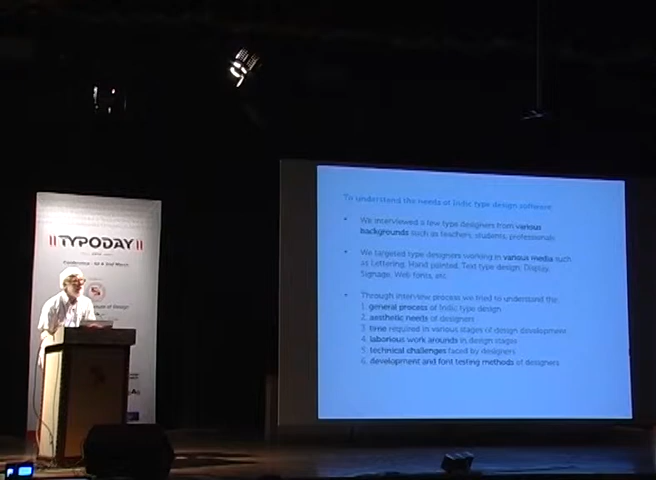 TYPODAY
To understand the needs of Indic type design software
• We interviewed a few type designers from various
backgrounds such as teachers, students, professionals
• We targeted type designers working in various media such
as Lettering, Hand painted, Text type design, Display,
Signage, Web fonts, etc.
• Through interview process we tried to understand the
1. general process of Indic type design
2. aesthetic needs of designers
3. time required in various stages of design development
4. laborious work arounds in design stages
5. technical challenges faced by designers
6. development and font testing methods of designers